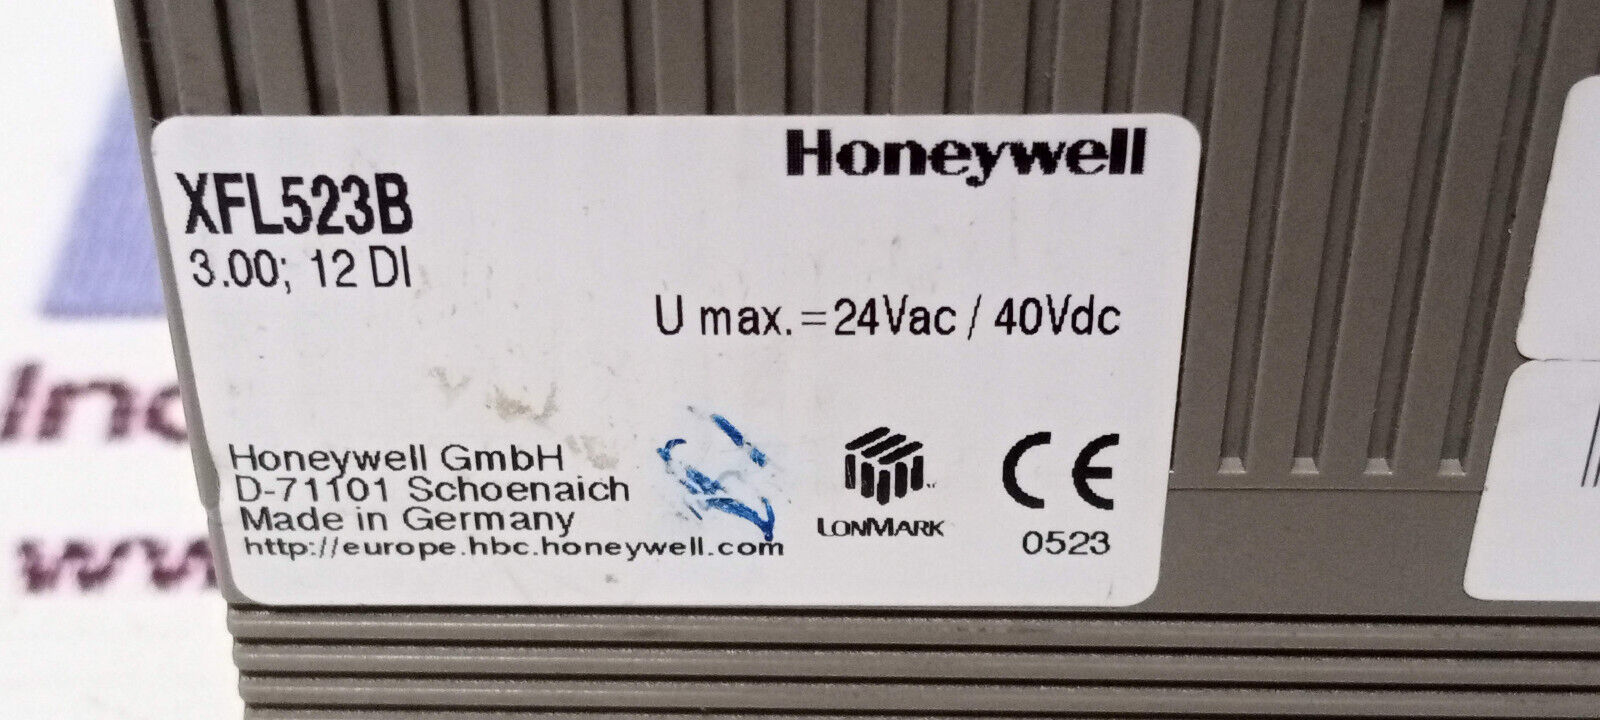 Honeywell
XFL523B
3.00; 12 DI
U max.=24Vac / 40Vdc
Honeywell GmbH
D-71101 Schoenaich
Made in Germany
http://europe.hbc.honeywell.com
LONMARK
CE
0523